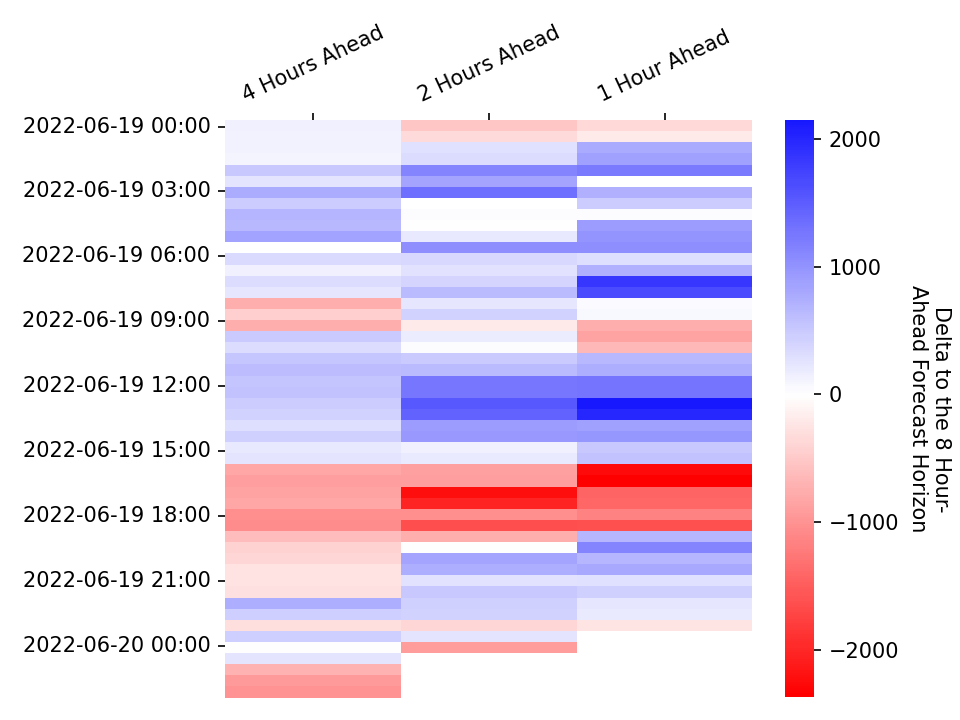 4 Hours Ahead
2 Hours Ahead
1 Hour Ahead
2022-06-19 00:00
2022-06-19 03:00
2022-06-19 06:00
2022-06-19 09:00
2022-06-19 12:00
2022-06-19 15:00
2022-06-19 18:00
2022-06-19 21:00
2022-06-20 00:00
2000
1000
0
−1000
−2000
Delta to the 8 Hour-
Ahead Forecast Horizon